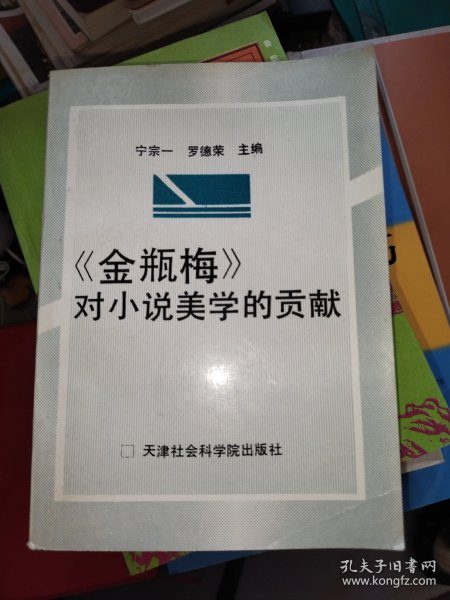 宁宗一 罗德荣 主编
《金瓶梅》
对小说美学的贡献
天津社会科学院出版社
孔夫子旧书网
www.kongfz.com